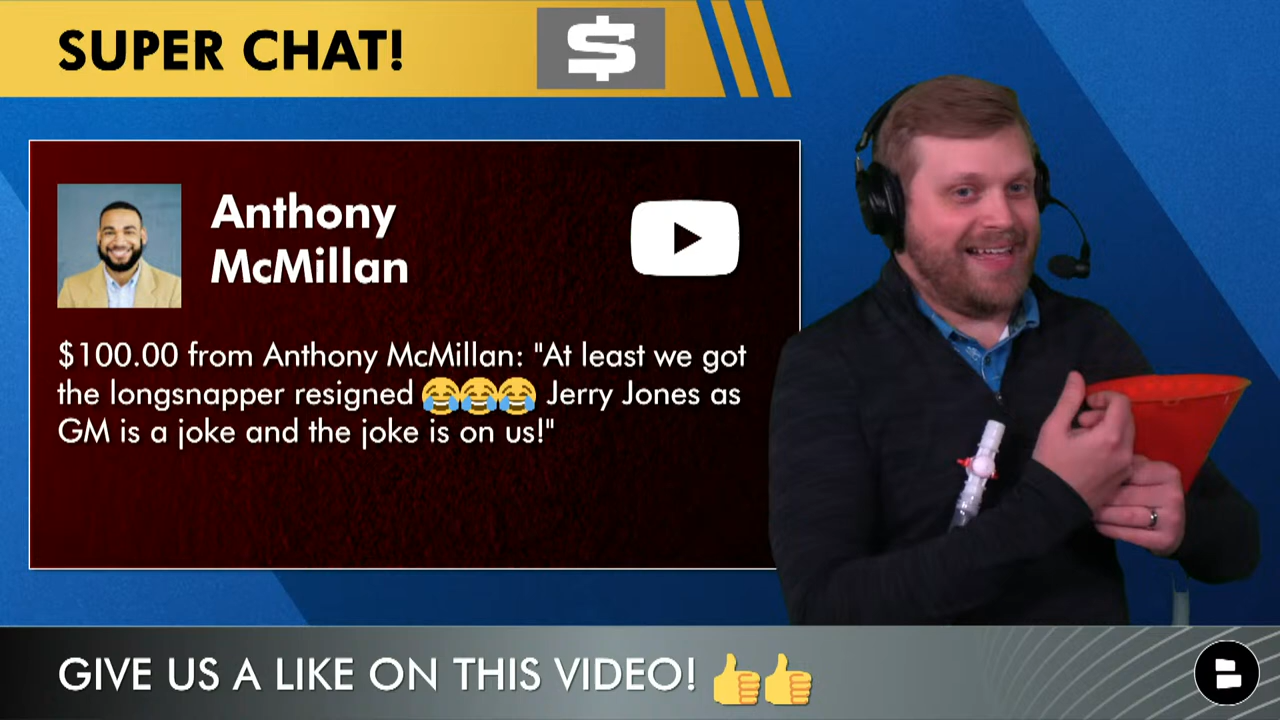 SUPER CHAT!
Anthony
McMillan
$100.00 from Anthony McMillan: "At least we got
the longsnapper resigned 😂😂😂 Jerry Jones as
GM is a joke and the joke is on us!"
GIVE US A LIKE ON THIS VIDEO! 👍👍